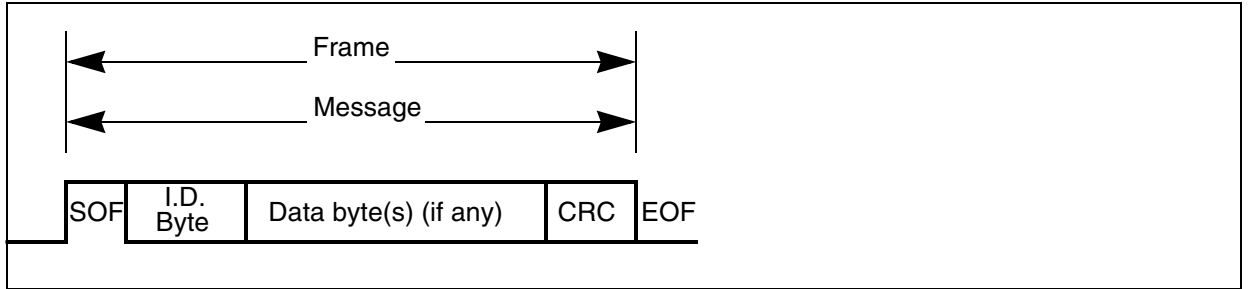 Frame
Message
SOF
I.D.
Byte
Data byte(s) (if any)
CRC
EOF